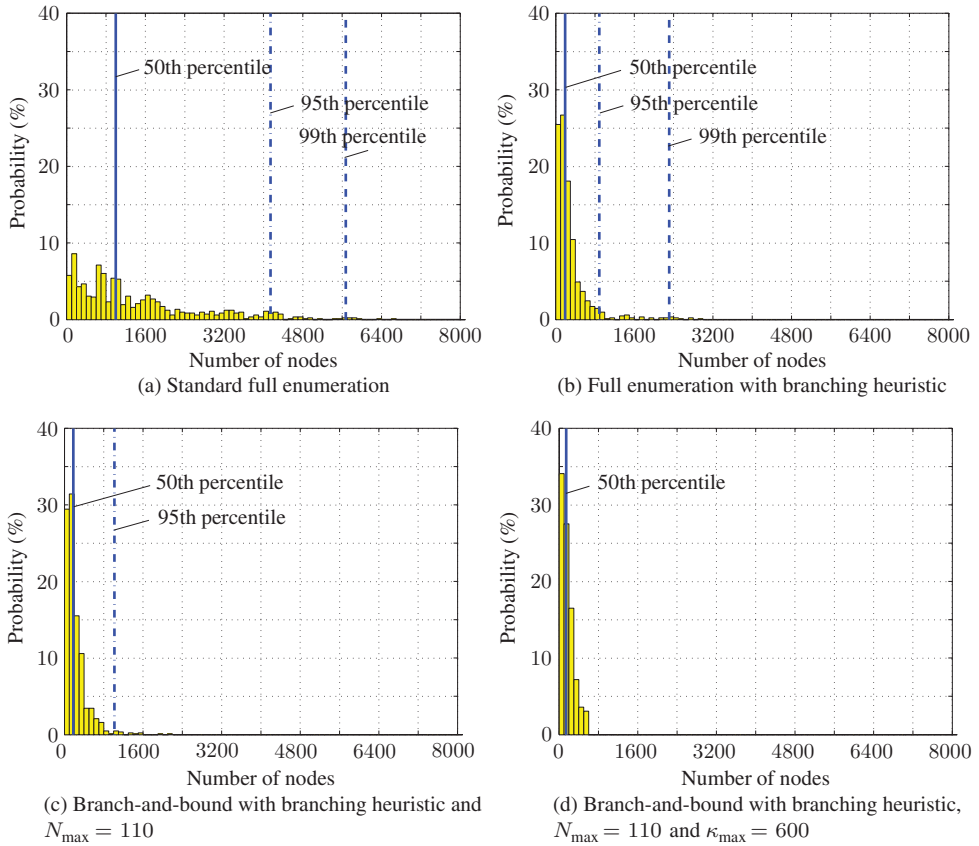 40
30
20
10
0
Probability (%)
50th percentile
95th percentile
99th percentile
0 1600 3200 4800 6400 8000
Number of nodes
(a) Standard full enumeration
40
30
20
10
0
Probability (%)
50th percentile
95th percentile
99th percentile
0 1600 3200 4800 6400 8000
Number of nodes
(b) Full enumeration with branching heuristic
40
30
20
10
0
Probability (%)
50th percentile
95th percentile
0 1600 3200 4800 6400 8000
Number of nodes
(c) Branch-and-bound with branching heuristic and
N_max = 110
40
30
20
10
0
Probability (%)
50th percentile
0 1600 3200 4800 6400 8000
Number of nodes
(d) Branch-and-bound with branching heuristic,
N_max = 110 and κ_max = 600